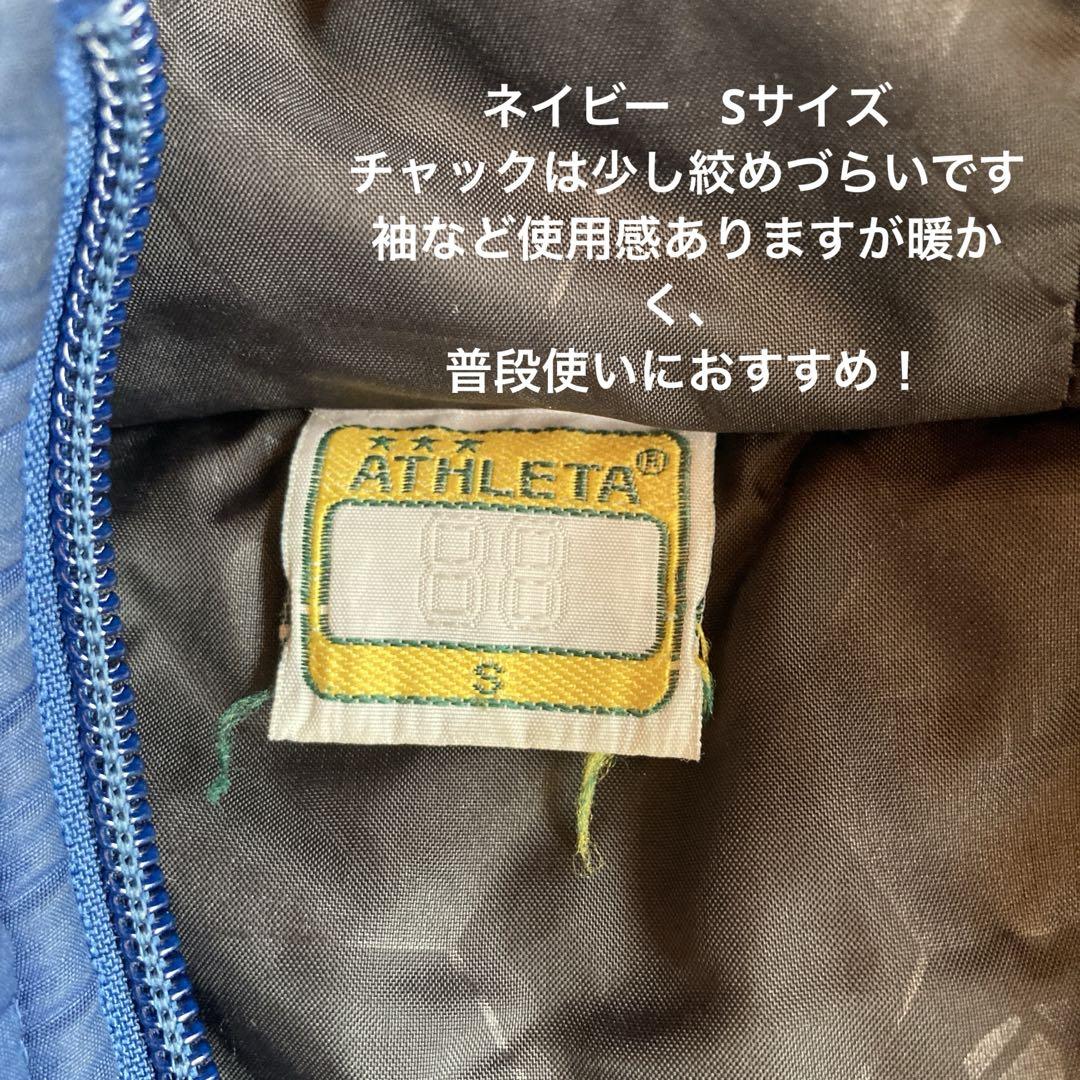 ネイビー　Sサイズ
チャックは少し絞めづらいです
袖など使用感ありますが暖か
く、
普段使いにおすすめ！
★★★
ATHLETA®
88
S